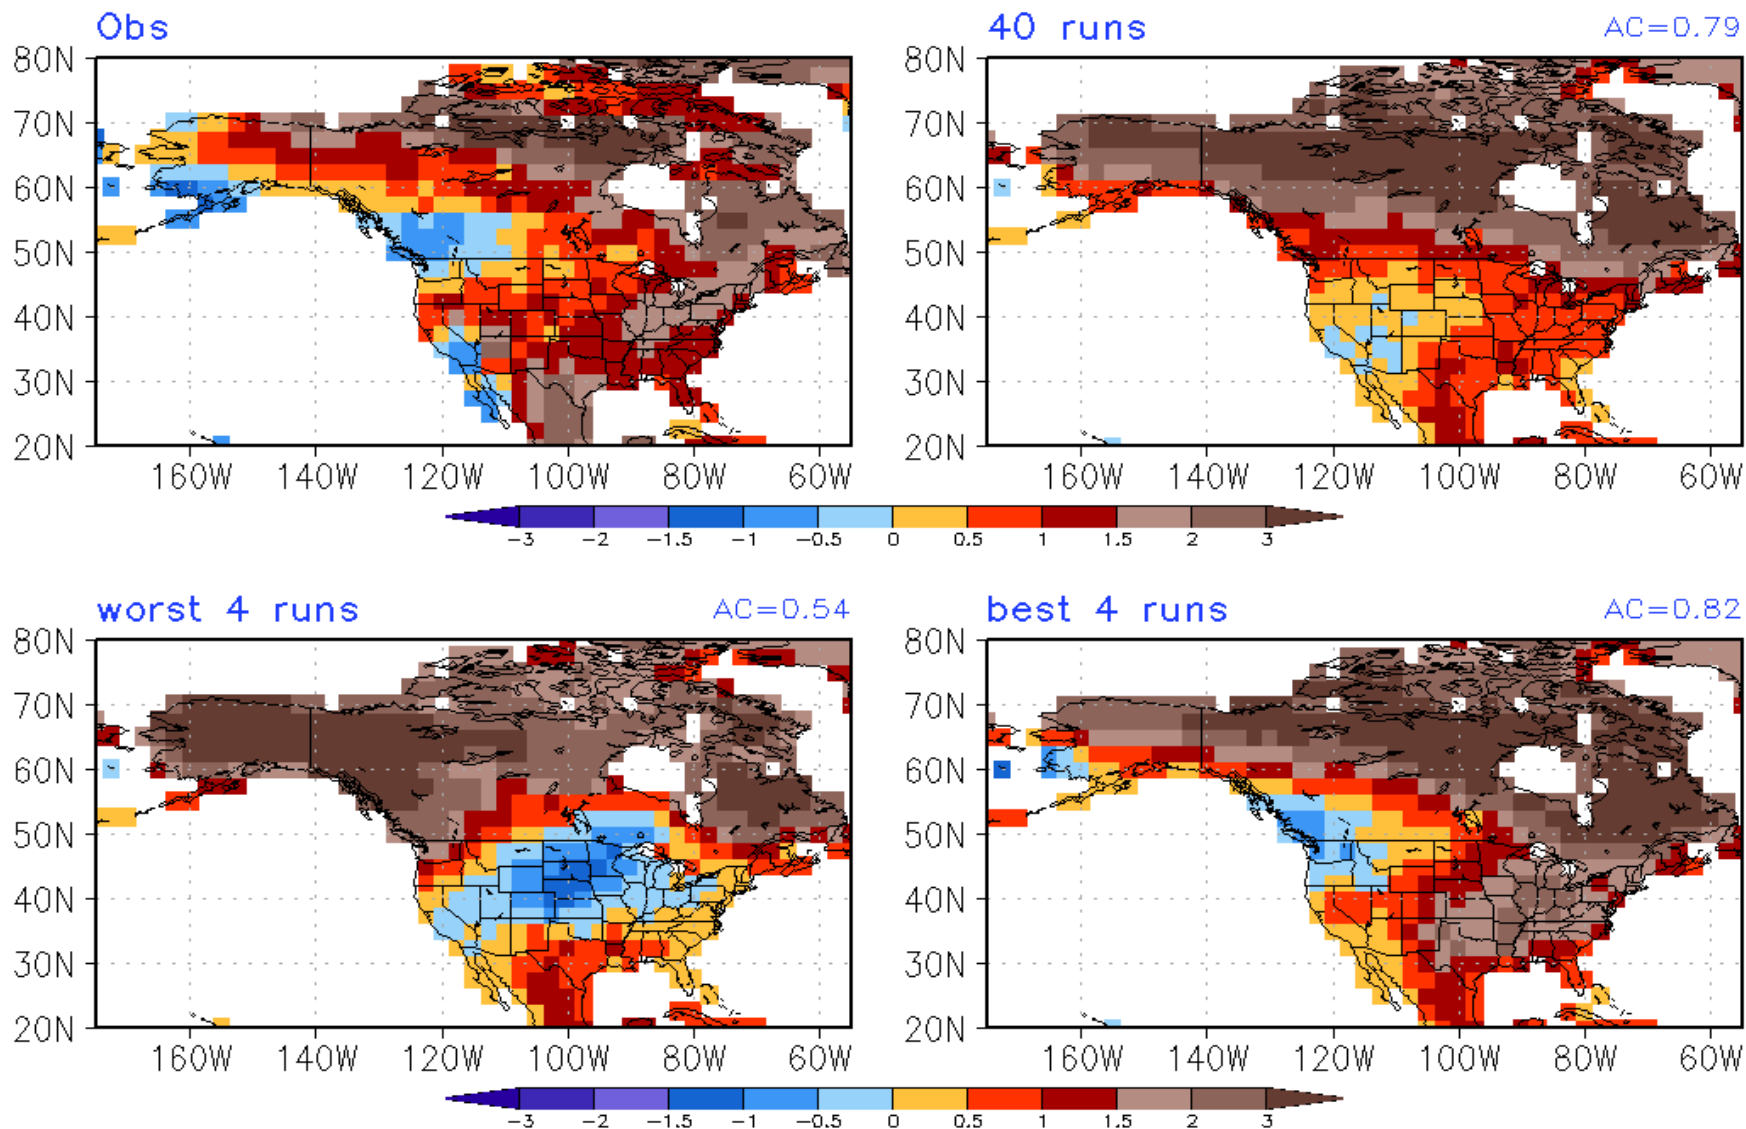 Obs
40 runs AC=0.79
80N 80N
70N 70N
60N 60N
50N 50N
40N 40N
30N 30N
20N 20N
160W 140W 120W 100W 80W 60W 160W 140W 120W 100W 80W 60W
-3 -2 -1.5 -1 -0.5 0 0.5 1 1.5 2 3
worst 4 runs AC=0.54
best 4 runs AC=0.82
80N 80N
70N 70N
60N 60N
50N 50N
40N 40N
30N 30N
20N 20N
160W 140W 120W 100W 80W 60W 160W 140W 120W 100W 80W 60W
-3 -2 -1.5 -1 -0.5 0 0.5 1 1.5 2 3